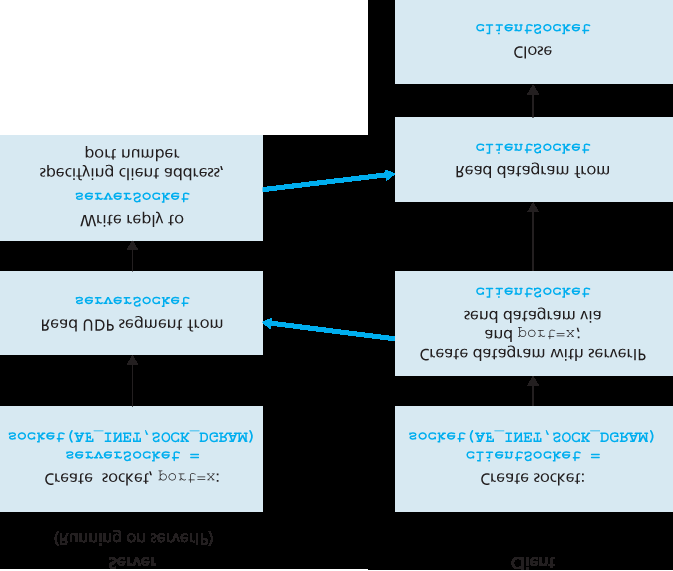 Server
(Running on serverIP)
Create socket, port=x:
serverSocket =
socket(AF_INET,SOCK_DGRAM)
Read UDP segment from
serverSocket
Write reply to
serverSocket
specifying client address,
port number
Client
Create socket:
clientSocket =
socket(AF_INET,SOCK_DGRAM)
Create datagram with serverIP
and port=x;
send datagram via
clientSocket
Read datagram from
clientSocket
Close
clientSocket